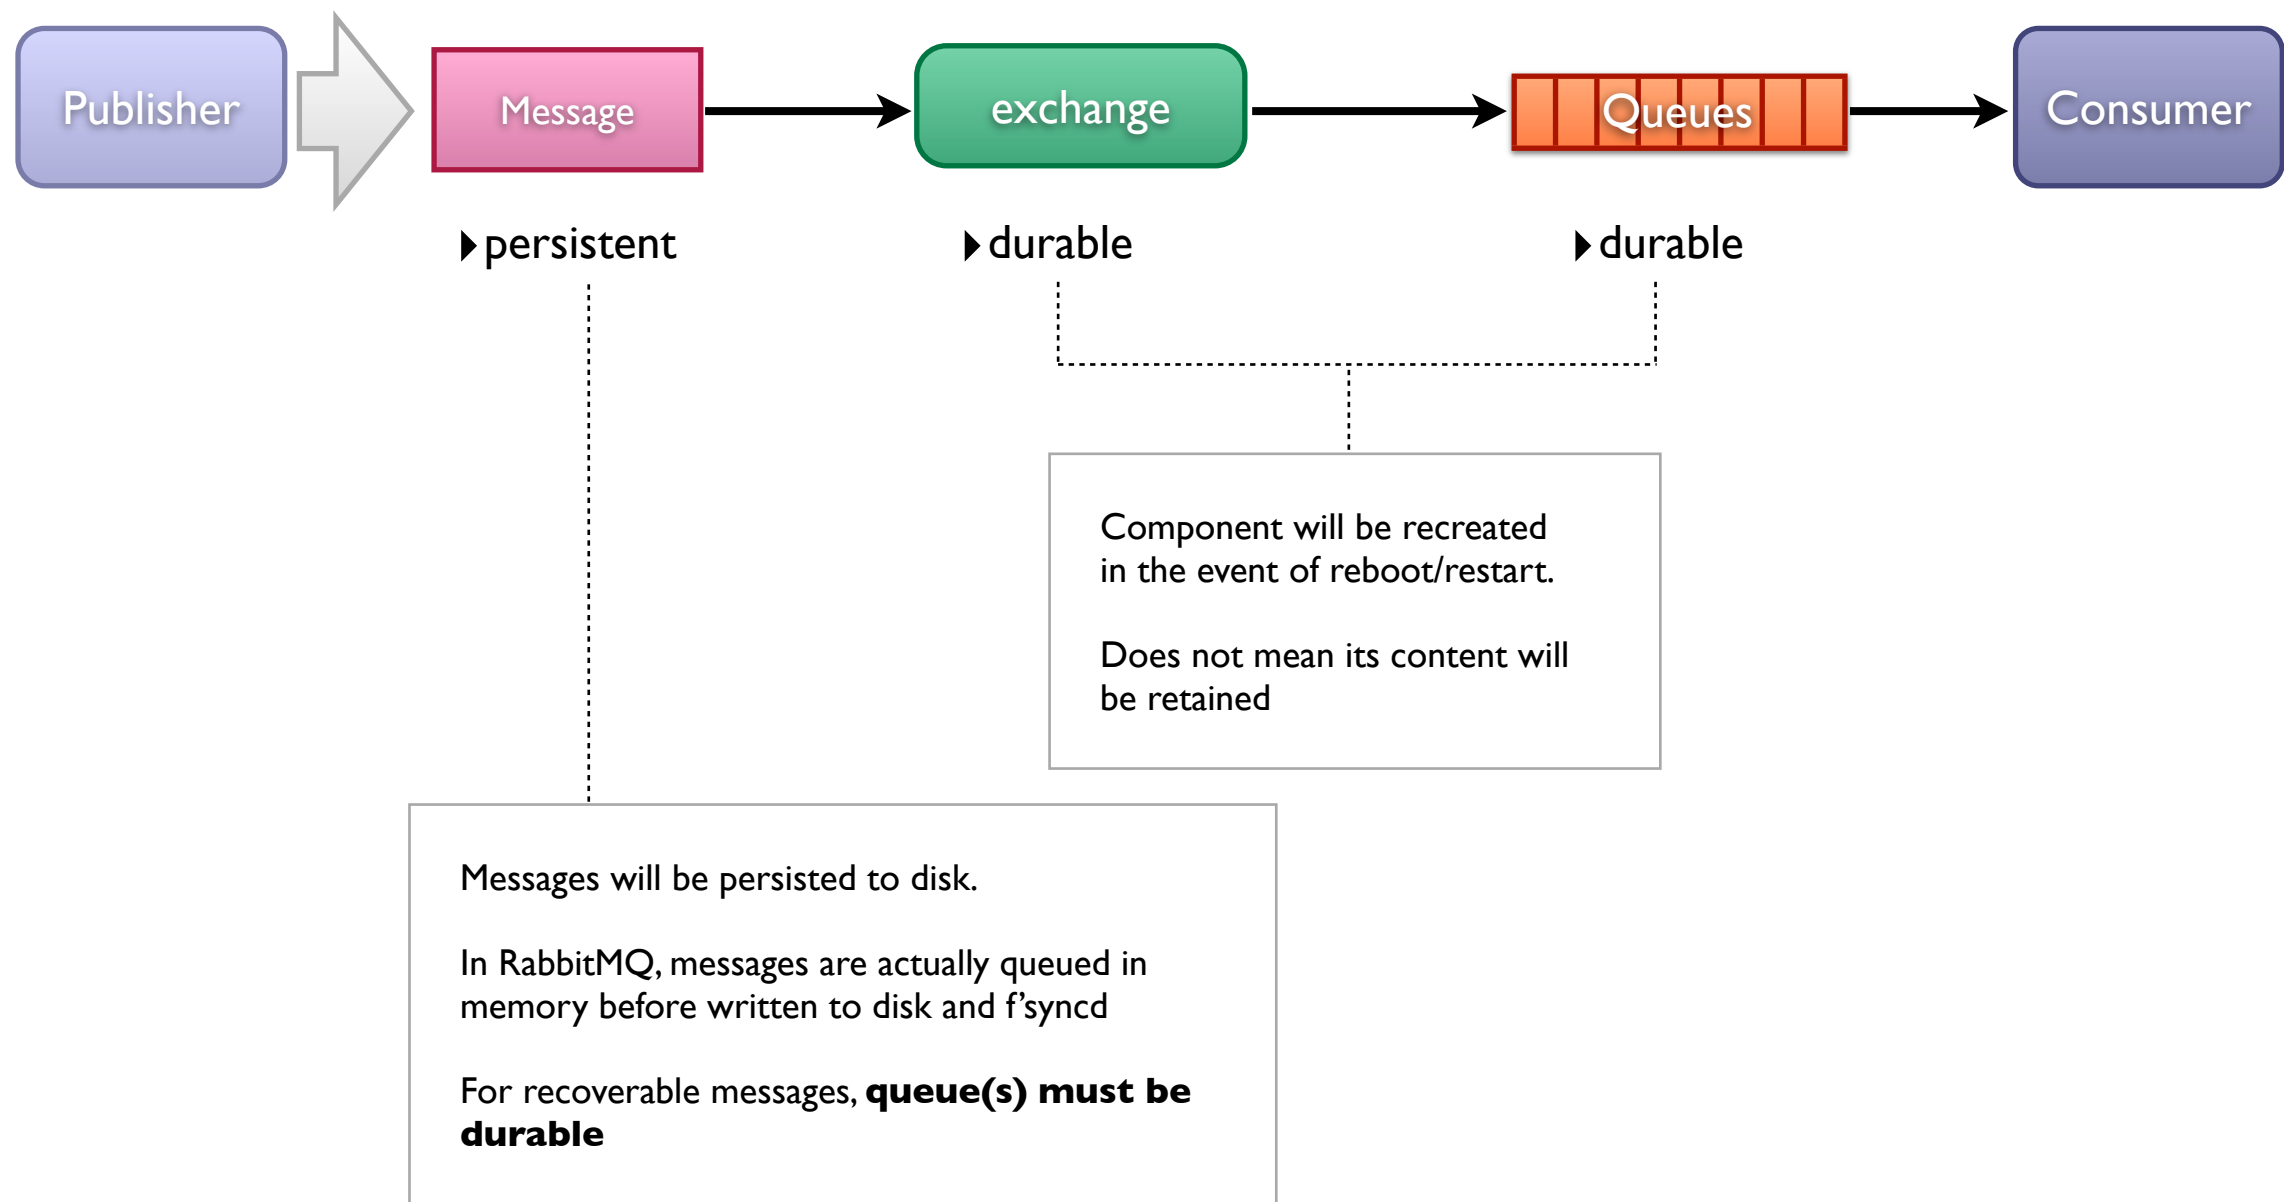 Publisher
Message
exchange
Queues
Consumer
persistent
durable
durable
Component will be recreated
in the event of reboot/restart.
Does not mean its content will
be retained
Messages will be persisted to disk.
In RabbitMQ, messages are actually queued in
memory before written to disk and f’syncd
For recoverable messages, queue(s) must be
durable